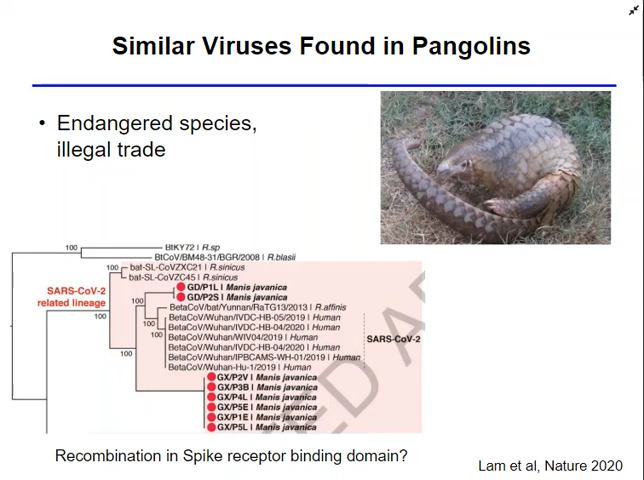 Similar Viruses Found in Pangolins
• Endangered species,
illegal trade
100
BtKY72 | R.sp
BtCoV/BM48-31/BGR/2008 | R.blasii
100
bat-SL-CoVZXC21 | R.sinicus
bat-SL-CoVZC45 | R.sinicus
SARS-CoV-2
related lineage
100
100
GD/P1L | Manis javanica
GD/P2S | Manis javanica
100
100
BetaCoV/bat/Yunnan/RaTG13/2013 | R.affinis
BetaCoV/Wuhan/IVDC-HB-05/2019 | Human
BetaCoV/Wuhan/IVDC-HB-04/2020 | Human
100
BetaCoV/Wuhan/WIV04/2019 | Human
SARS-CoV-2
BetaCoV/Wuhan/IVDC-HB-04/2020 | Human
100
BetaCoV/Wuhan/IPBCAMS-WH-01/2019 | Human
BetaCoV/Wuhan-Hu-1/2019 | Human
GX/P2V | Manis javanica
GX/P3B | Manis javanica
GX/P4L | Manis javanica
GX/P5E | Manis javanica
100
GX/P1E | Manis javanica
GX/P5L | Manis javanica
Recombination in Spike receptor binding domain?
Lam et al, Nature 2020